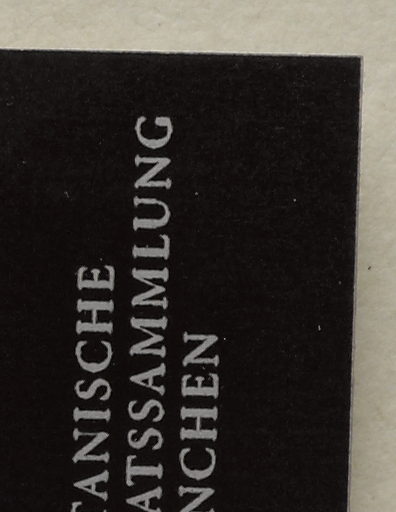 TANISCHE
ATSSAMMLUNG
NCHEN